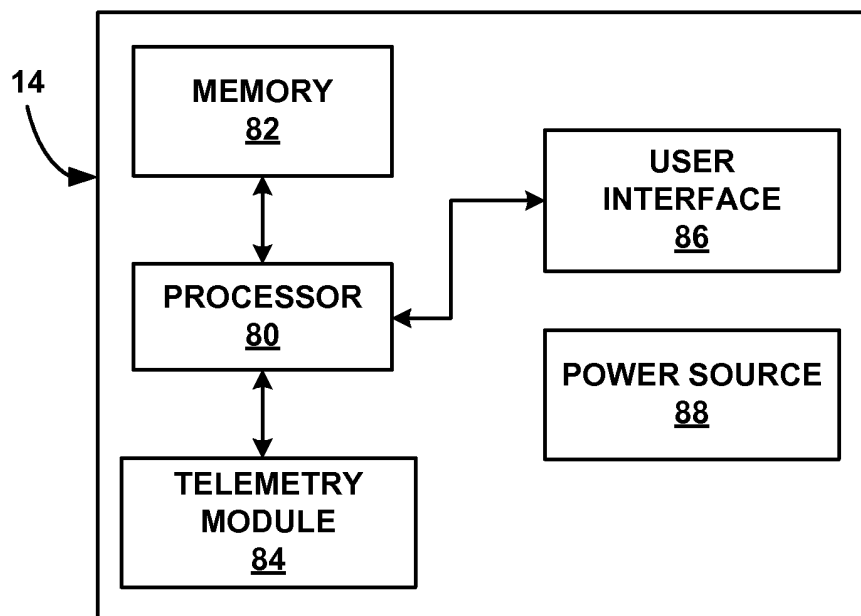 14
MEMORY
82
USER
INTERFACE
86
PROCESSOR
80
POWER SOURCE
88
TELEMETRY
MODULE
84